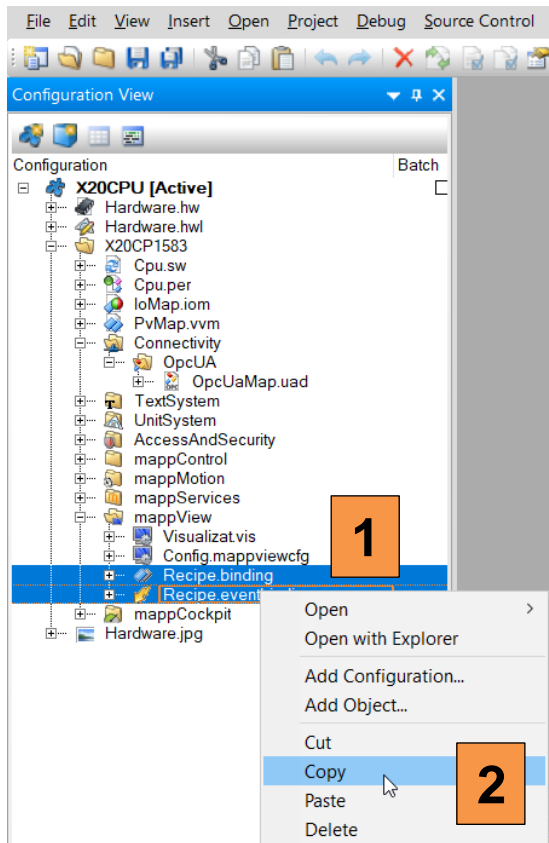 File Edit View Insert Open Project Debug Source Control
Configuration View
Configuration Batch
X20CPU [Active]
Hardware.hw
Hardware.hwl
X20CP1583
Cpu.sw
Cpu.per
IoMap.iom
PvMap.vvm
Connectivity
OpcUA
OPC OpcUaMap.uad
T TextSystem
UnitSystem
AccessAndSecurity
mappControl
mappMotion
mappServices
mappView
Visualizat.vis
Config.mappviewcfg
1
Recipe.binding
Recipe.eventbindi
mappCockpit
Hardware.jpg
Open
Open with Explorer
Add Configuration...
Add Object...
Cut
Copy
2
Paste
Delete